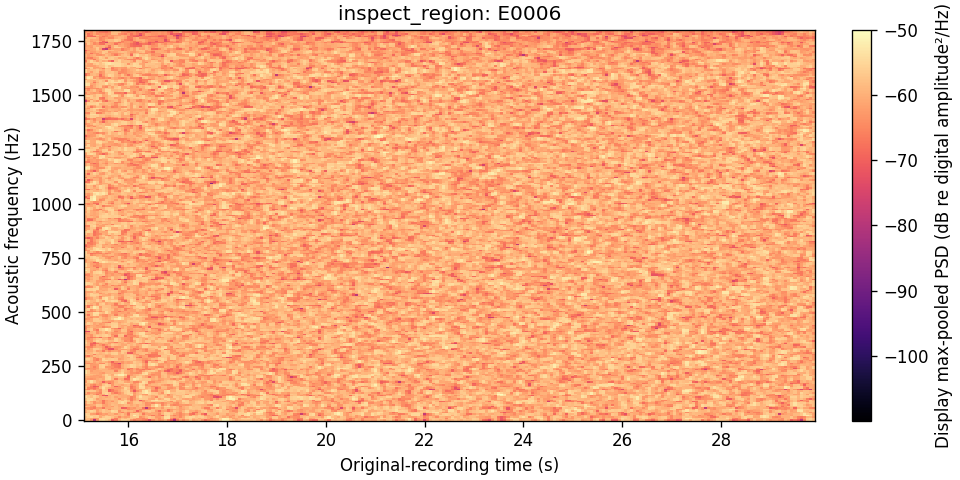 inspect_region: E0006
1750
1500
1250
1000
750
500
250
0
Acoustic frequency (Hz)
16 18 20 22 24 26 28
Original-recording time (s)
−50
−60
−70
−80
−90
−100
Display max-pooled PSD (dB re digital amplitude²/Hz)